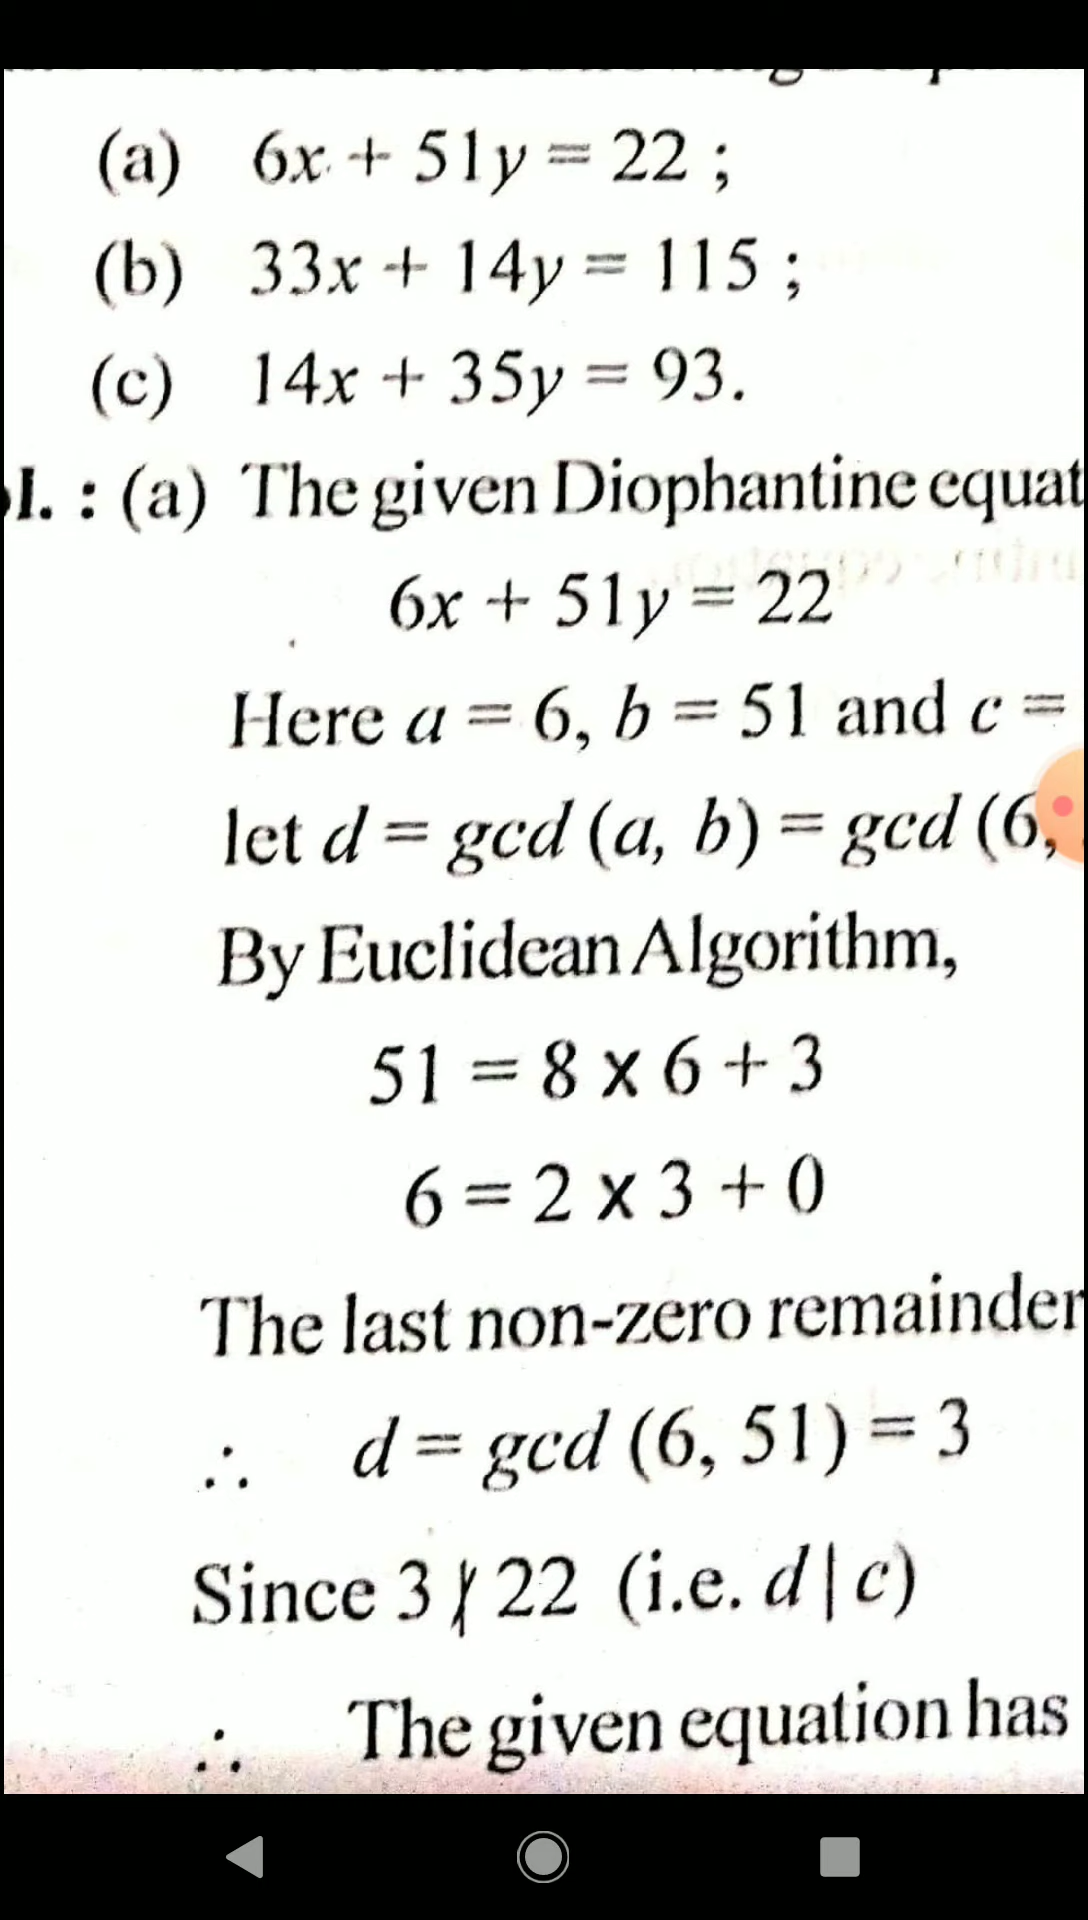 (a) 6x + 51y = 22 ;
(b) 33x + 14y = 115 ;
(c) 14x + 35y = 93.
l. : (a) The given Diophantine equat
6x + 51y = 22
Here a = 6, b = 51 and c =
let d = gcd (a, b) = gcd (6,
By Euclidean Algorithm,
51 = 8 x 6 + 3
6 = 2 x 3 + 0
The last non-zero remainder
∴ d = gcd (6, 51) = 3
Since 3 ∤ 22 (i.e. d | c)
∴ The given equation has